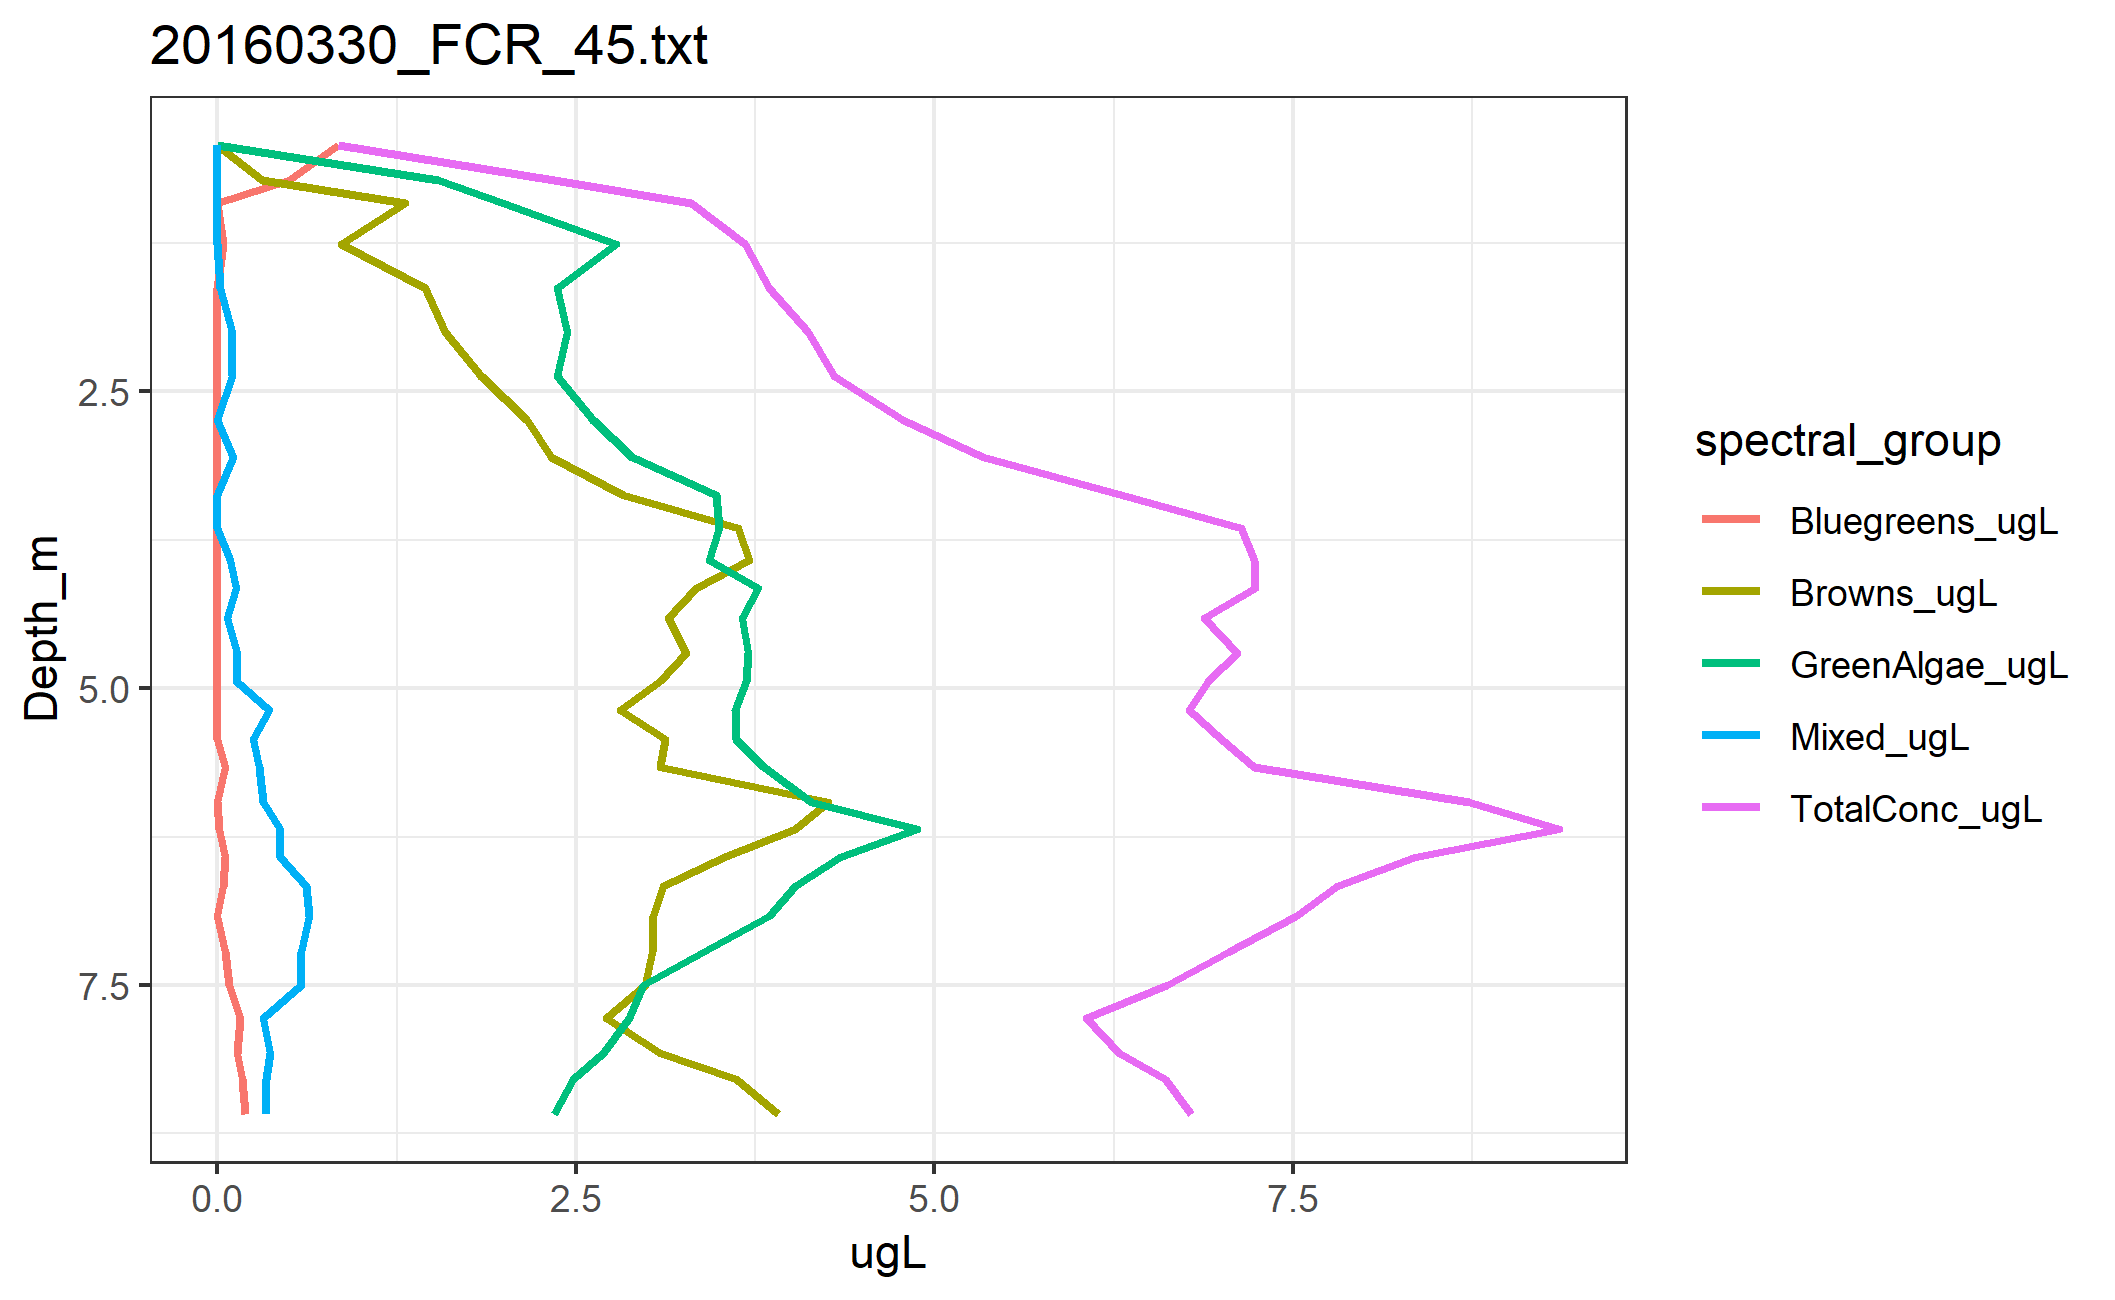 20160330_FCR_45.txt
Depth_m
2.5
5.0
7.5
0.0 2.5 5.0 7.5
ugL
spectral_group
Bluegreens_ugL
Browns_ugL
GreenAlgae_ugL
Mixed_ugL
TotalConc_ugL